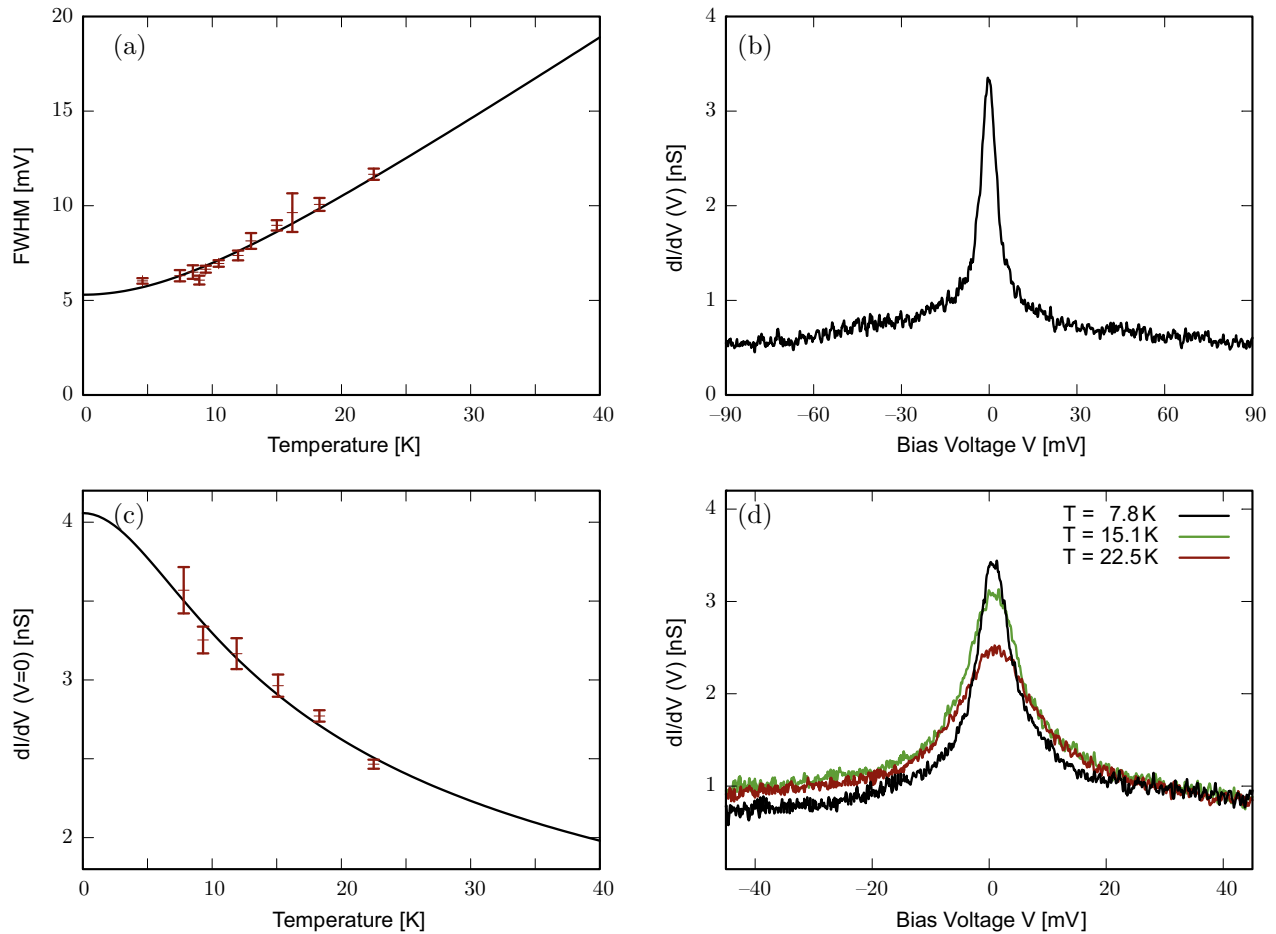 (a)
FWHM [mV]
20
15
10
5
0
0 10 20 30 40
Temperature [K]
(b)
dI/dV (V) [nS]
4
3
2
1
0
−90 −60 −30 0 30 60 90
Bias Voltage V [mV]
(c)
dI/dV (V=0) [nS]
4
3
2
0 10 20 30 40
Temperature [K]
(d)
T = 7.8 K
T = 15.1 K
T = 22.5 K
dI/dV (V) [nS]
4
3
2
1
−40 −20 0 20 40
Bias Voltage V [mV]